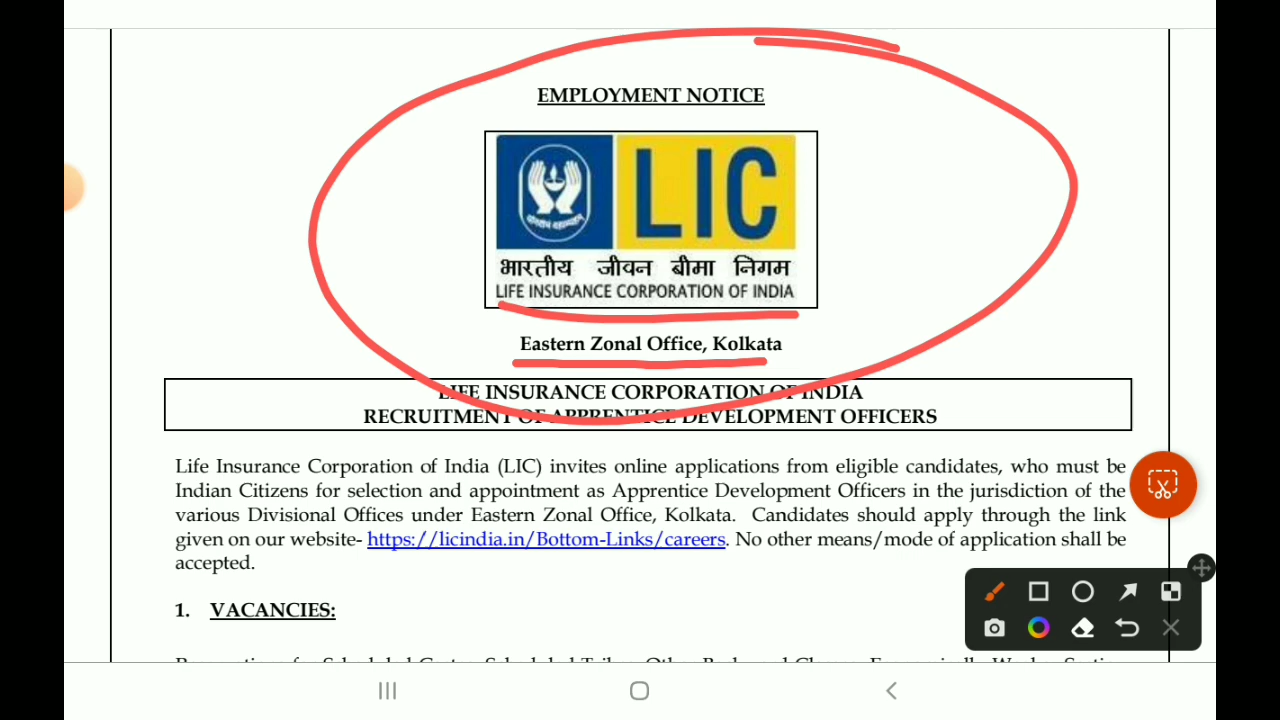 EMPLOYMENT NOTICE
LIC
भारतीय जीवन बीमा निगम
LIFE INSURANCE CORPORATION OF INDIA
Eastern Zonal Office, Kolkata
LIFE INSURANCE CORPORATION OF INDIA
RECRUITMENT OF APPRENTICE DEVELOPMENT OFFICERS
Life Insurance Corporation of India (LIC) invites online applications from eligible candidates, who must be
Indian Citizens for selection and appointment as Apprentice Development Officers in the jurisdiction of the
various Divisional Offices under Eastern Zonal Office, Kolkata. Candidates should apply through the link
given on our website- https://licindia.in/Bottom-Links/careers. No other means/mode of application shall be
accepted.
1. VACANCIES: